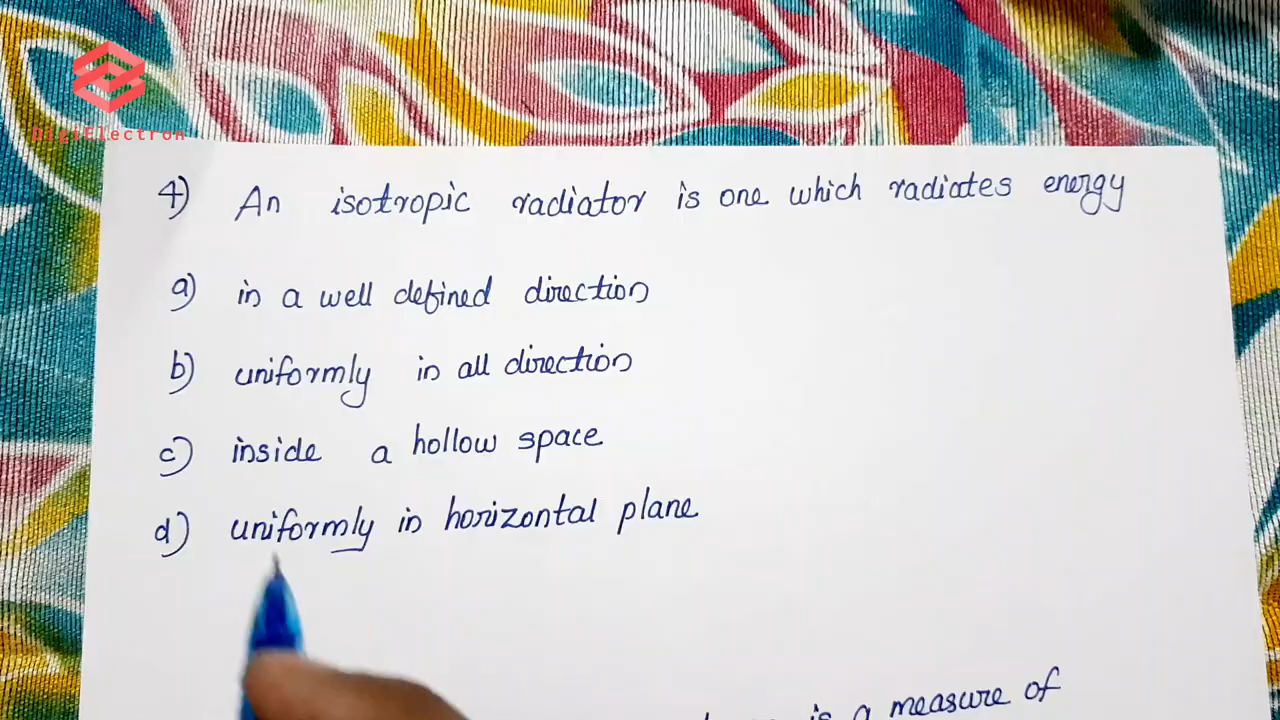 DigiElectron
4) An isotropic radiator is one which radiates energy
a) in a well defined direction
b) uniformly in all direction
c) inside a hollow space
d) uniformly in horizontal plane
is a measure of